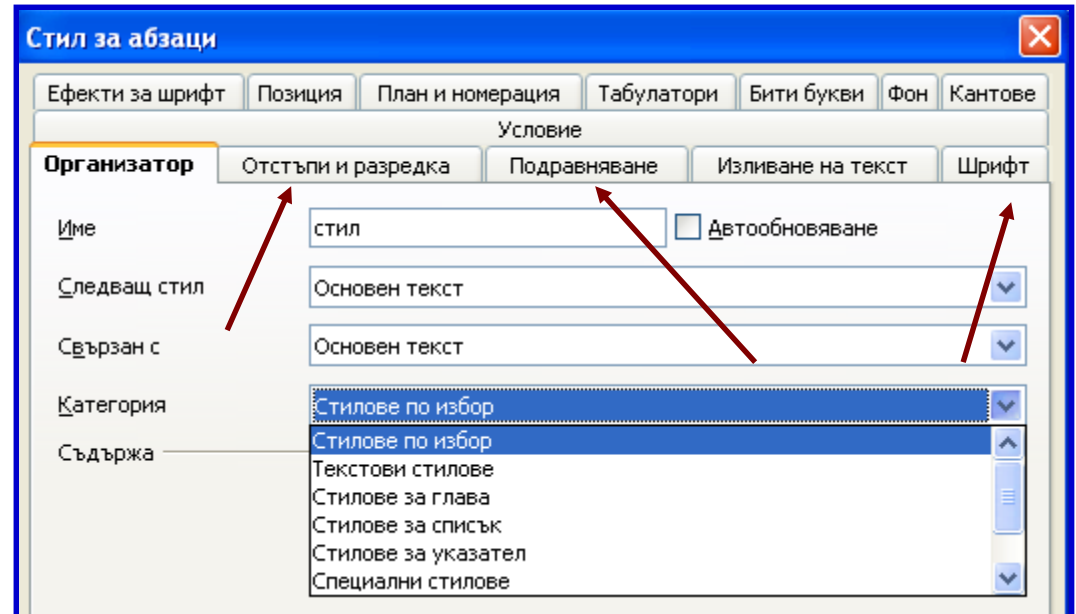 Стил за абзаци
Ефекти за шрифт Позиция План и номерация Табулатори Бити букви Фон Кантове
Условие
Организатор Отстъпи и разредка Подравняване Изливане на текст Шрифт
Име стил Автообновяване
Следващ стил Основен текст
Свързан с Основен текст
Категория Стилове по избор
Съдържа Стилове по избор
Текстови стилове
Стилове за глава
Стилове за списък
Стилове за указател
Специални стилове